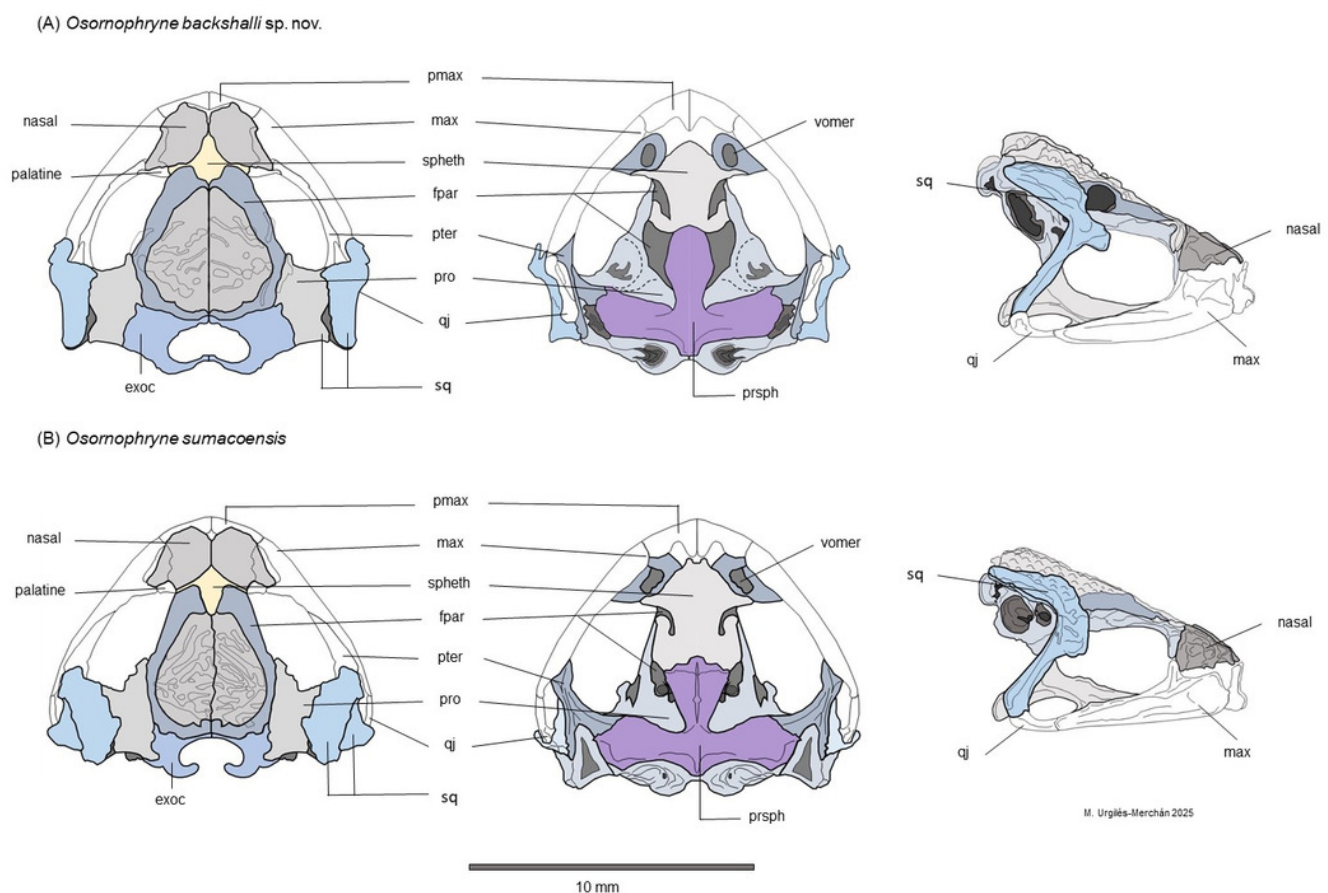 (A) Osornophryne backshalli sp. nov.
pmax
nasal
max
vomer
spheth
palatine
fpar
sq
pter
nasal
pro
qj
qj
max
exoc
sq
prsph
(B) Osornophryne sumacoensis
pmax
nasal
max
vomer
sq
spheth
palatine
fpar
nasal
pter
pro
qj
qj
max
exoc
sq
prsph
M. Urgilés-Merchán 2025
10 mm